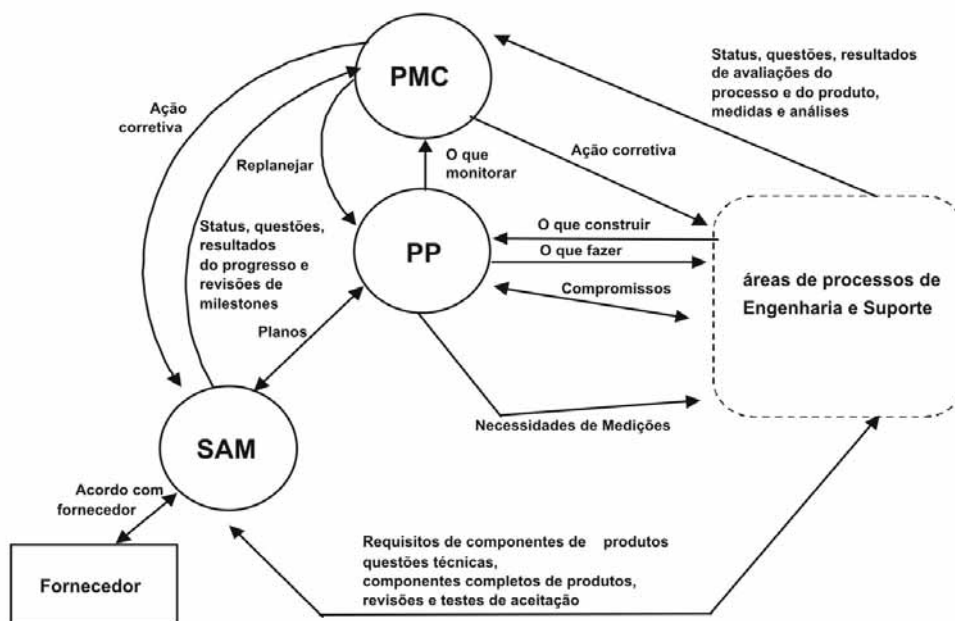 PMC
Status, questões, resultados
de avaliações do
processo e do produto,
medidas e análises
Ação
corretiva
Replanejar
O que
monitorar
Ação corretiva
Status, questões,
resultados
do progresso e
revisões de
milestones
PP
O que construir
O que fazer
Compromissos
áreas de processos de
Engenharia e Suporte
Planos
Necessidades de Medições
SAM
Acordo com
fornecedor
Fornecedor
Requisitos de componentes de produtos
questões técnicas,
componentes completos de produtos,
revisões e testes de aceitação